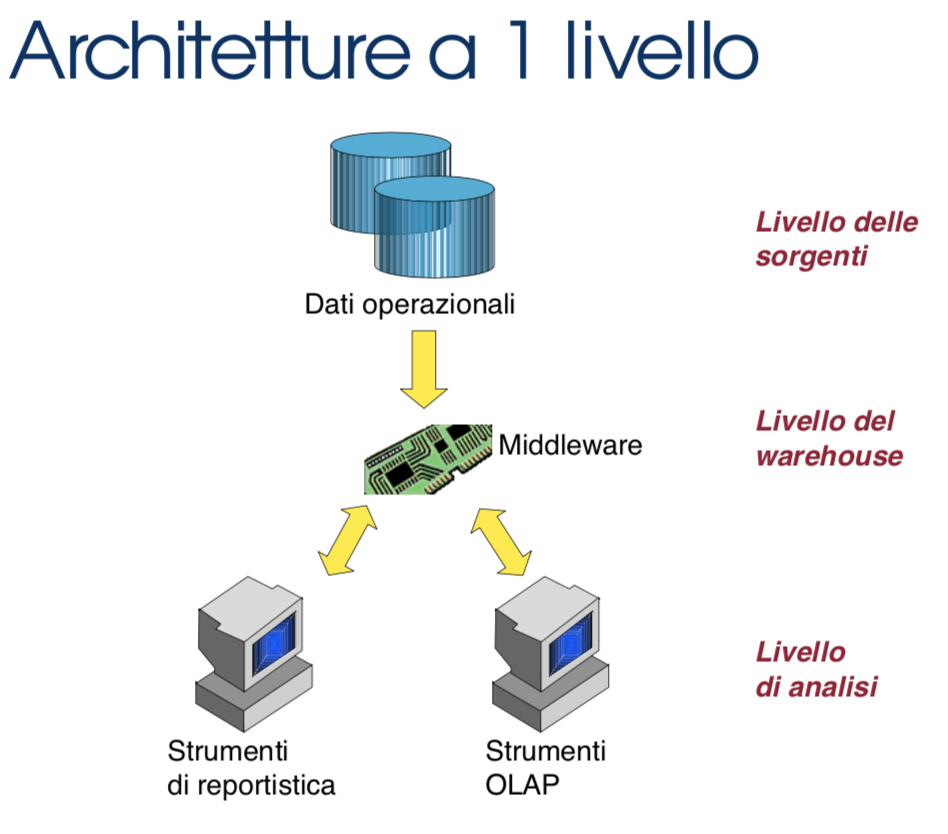 Architetture a 1 livello
Livello delle
sorgenti
Dati operazionali
Livello del
warehouse
Middleware
Livello
di analisi
Strumenti
di reportistica
Strumenti
OLAP